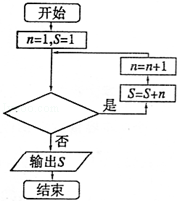 开始
n=1,S=1
n=n+1
S=S+n
是
否
输出S
结束